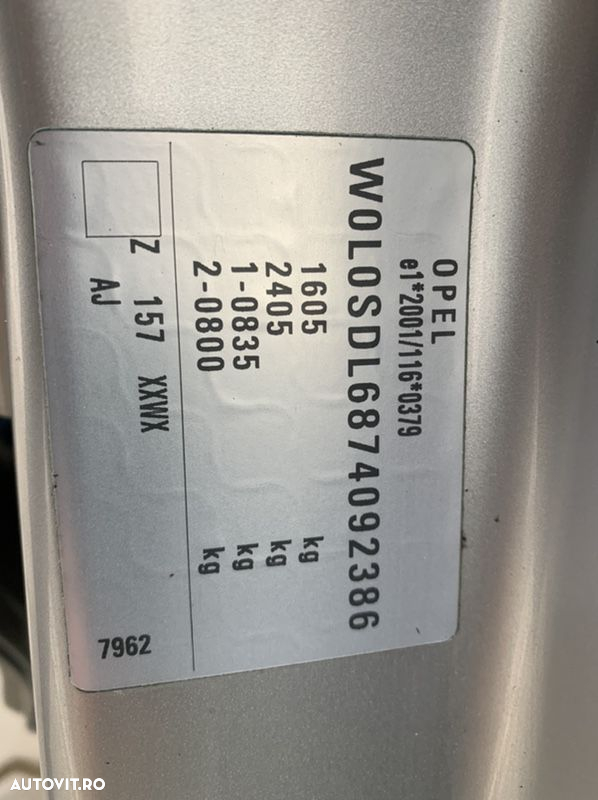 OPEL
e1*2001/116*0379
W0L0SDL6874092386
1605 kg
2405 kg
1-0835 kg
2-0800 kg
Z 157 XXWX
AJ
7962
AUTOVIT.RO